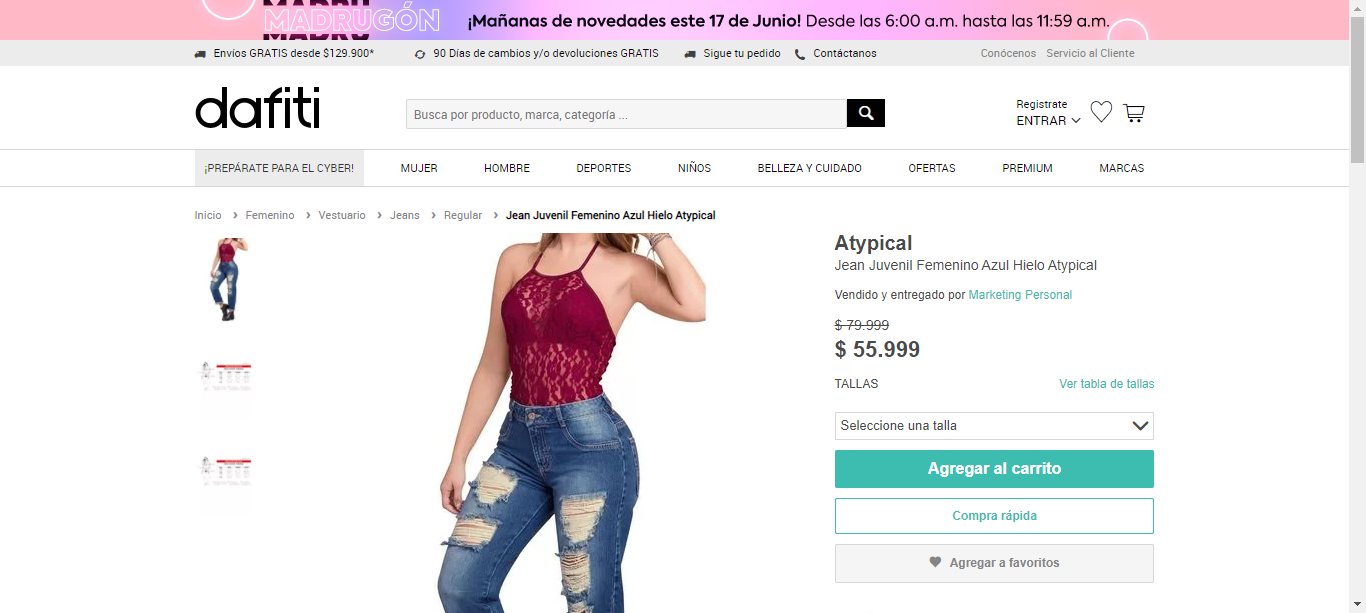 MADRUGÓN
¡Mañanas de novedades este 17 de Junio! Desde las 6:00 a.m. hasta las 11:59 a.m.
Envíos GRATIS desde $129.900* 90 Días de cambios y/o devoluciones GRATIS Sigue tu pedido Contáctanos Conócenos Servicio al Cliente
dafiti
Busca por producto, marca, categoría ...
Registrate
ENTRAR
¡PREPÁRATE PARA EL CYBER! MUJER HOMBRE DEPORTES NIÑOS BELLEZA Y CUIDADO OFERTAS PREMIUM MARCAS
Inicio › Femenino › Vestuario › Jeans › Regular › Jean Juvenil Femenino Azul Hielo Atypical
Atypical
Jean Juvenil Femenino Azul Hielo Atypical
Vendido y entregado por Marketing Personal
$ 79.999
$ 55.999
TALLAS Ver tabla de tallas
Seleccione una talla
Agregar al carrito
Compra rápida
Agregar a favoritos